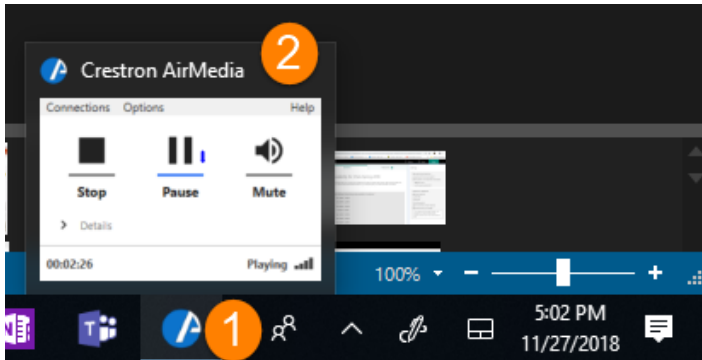 2
Crestron AirMedia
Connections Options Help
Stop Pause Mute
> Details
00:02:26 Playing
100% - +
N T 1 5:02 PM
11/27/2018